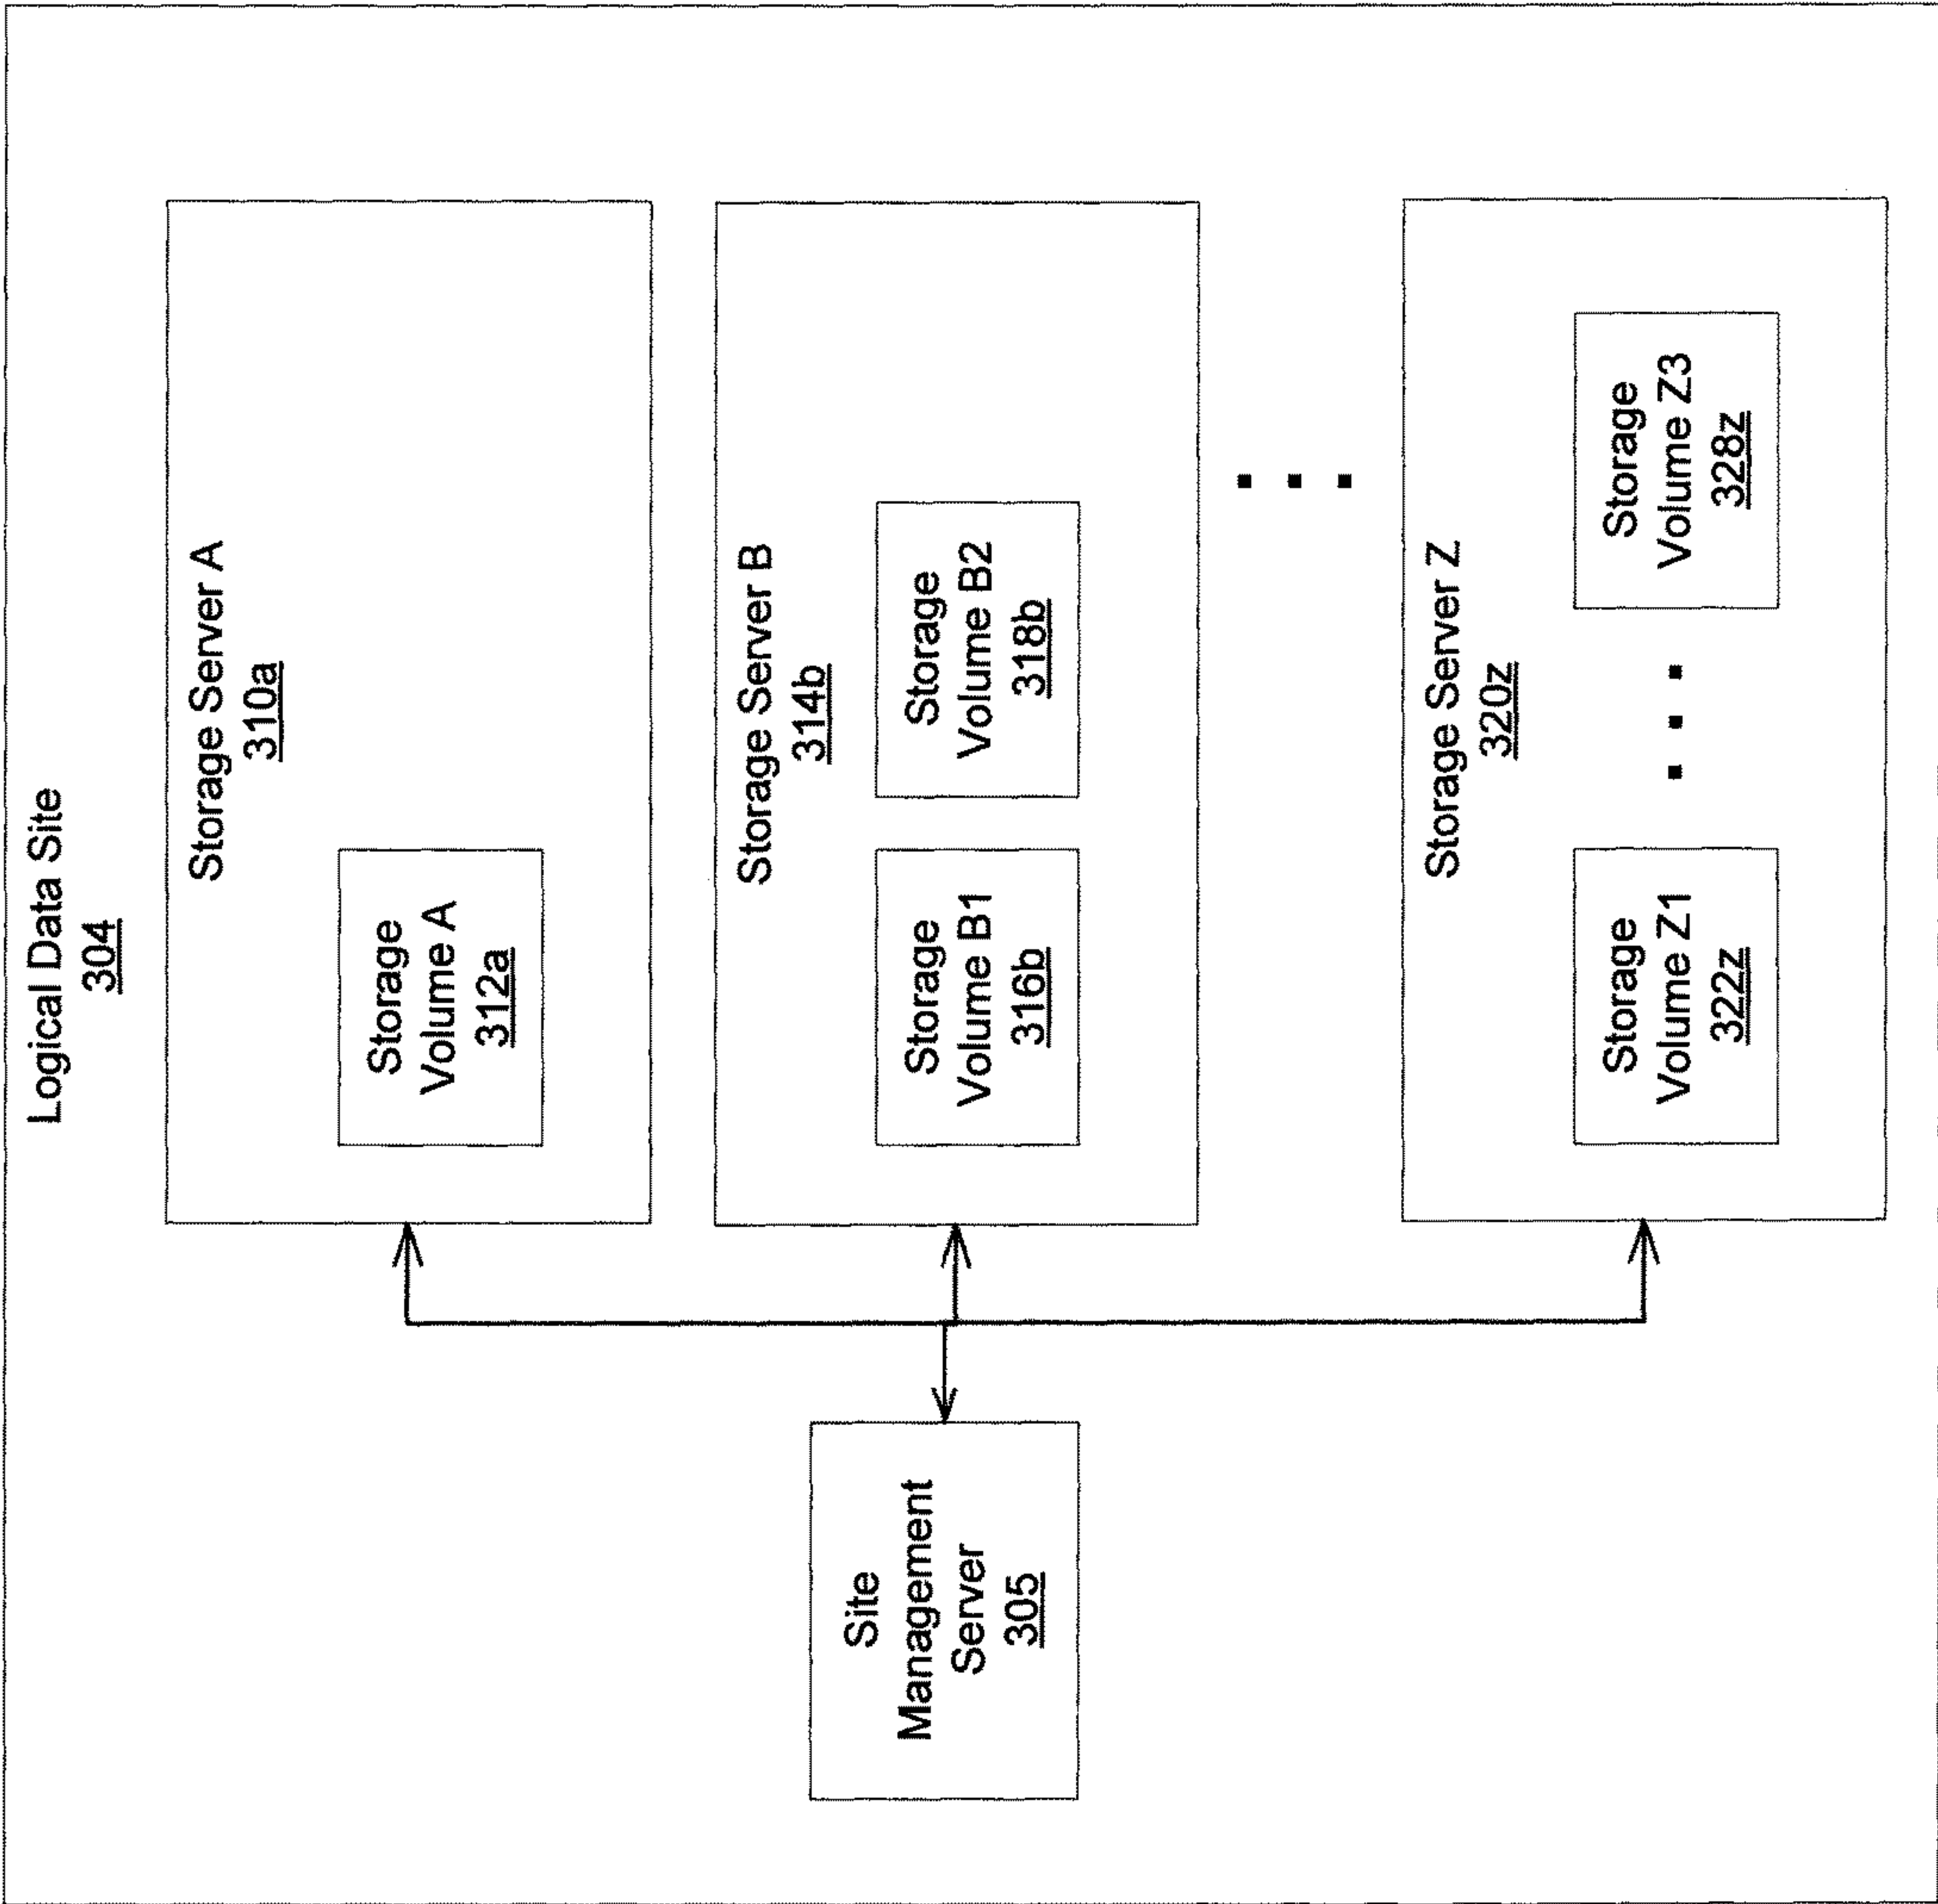 Logical Data Site
304
Storage Server A
310a
Storage
Volume A
312a
Site
Management
Server
305
Storage Server B
314b
Storage
Volume B1
316b
Storage
Volume B2
318b
Storage Server Z
320z
Storage
Volume Z1
322z
Storage
Volume Z3
328z